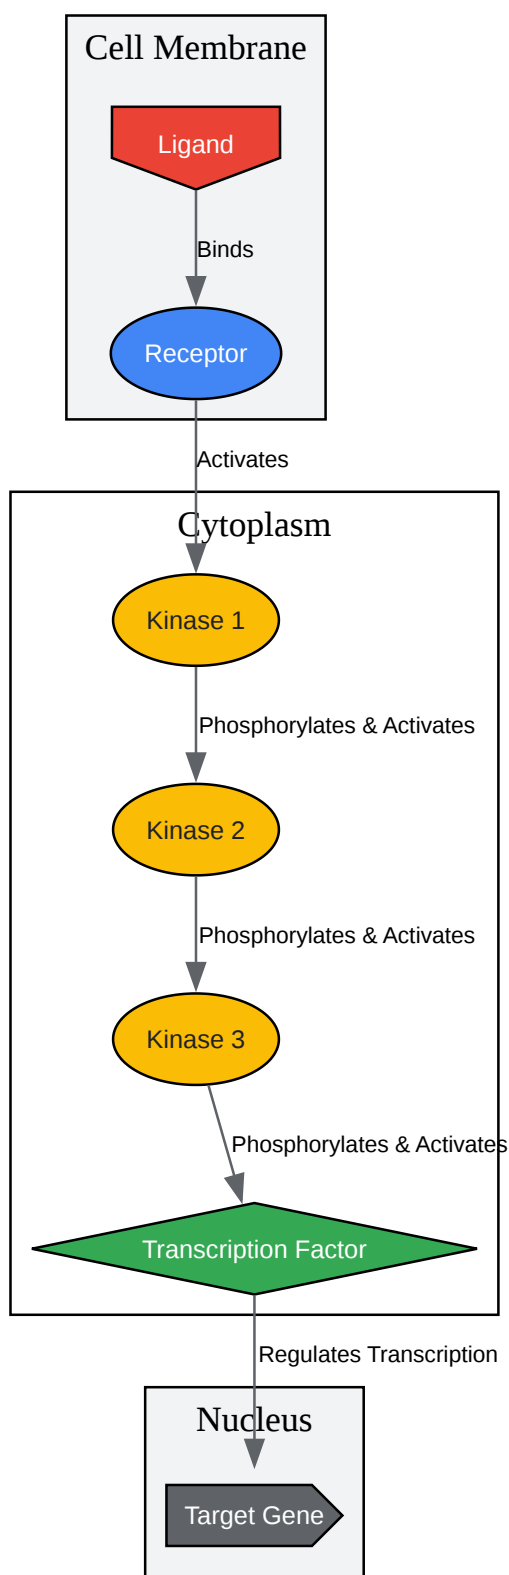 Cell Membrane
Ligand
Binds
Receptor
Activates
Cytoplasm
Kinase 1
Phosphorylates & Activates
Kinase 2
Phosphorylates & Activates
Kinase 3
Phosphorylates & Activates
Transcription Factor
Regulates Transcription
Nucleus
Target Gene